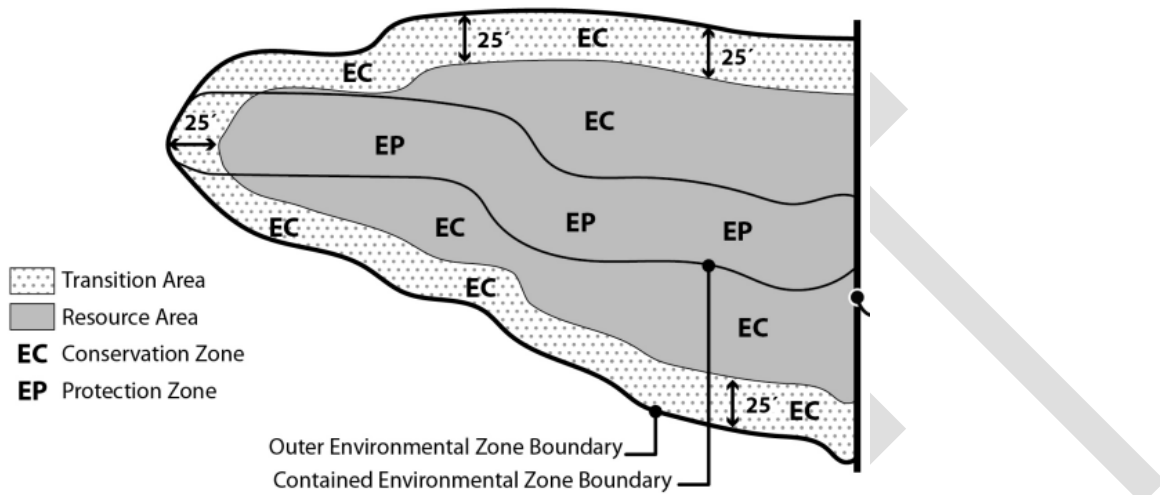 25´
EC
25´
EC
25´
EC
EP
EP
EP
EC
EC
EC
EC
25´
EC
Transition Area
Resource Area
EC Conservation Zone
EP Protection Zone
Outer Environmental Zone Boundary
Contained Environmental Zone Boundary